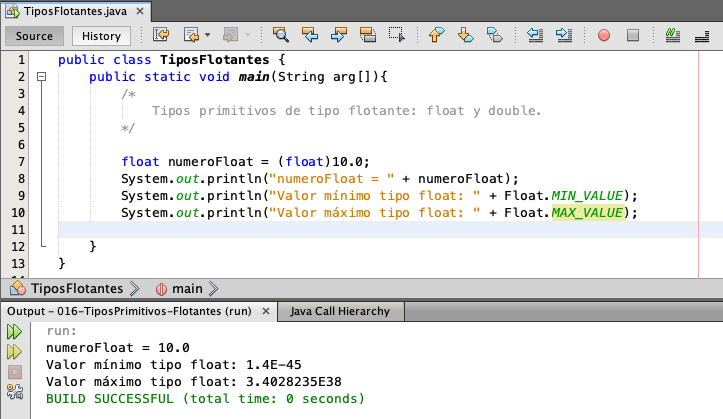 TiposFlotantes.java ×
Source History
1 public class TiposFlotantes {
2 public static void main(String arg[]){
3 /*
4 Tipos primitivos de tipo flotante: float y double.
5 */
6
7 float numeroFloat = (float)10.0;
8 System.out.println("numeroFloat = " + numeroFloat);
9 System.out.println("Valor mínimo tipo float: " + Float.MIN_VALUE);
10 System.out.println("Valor máximo tipo float: " + Float.MAX_VALUE);
11
12 }
13 }
TiposFlotantes main
Output - 016-TiposPrimitivos-Flotantes (run) × Java Call Hierarchy
run:
numeroFloat = 10.0
Valor mínimo tipo float: 1.4E-45
Valor máximo tipo float: 3.4028235E38
BUILD SUCCESSFUL (total time: 0 seconds)